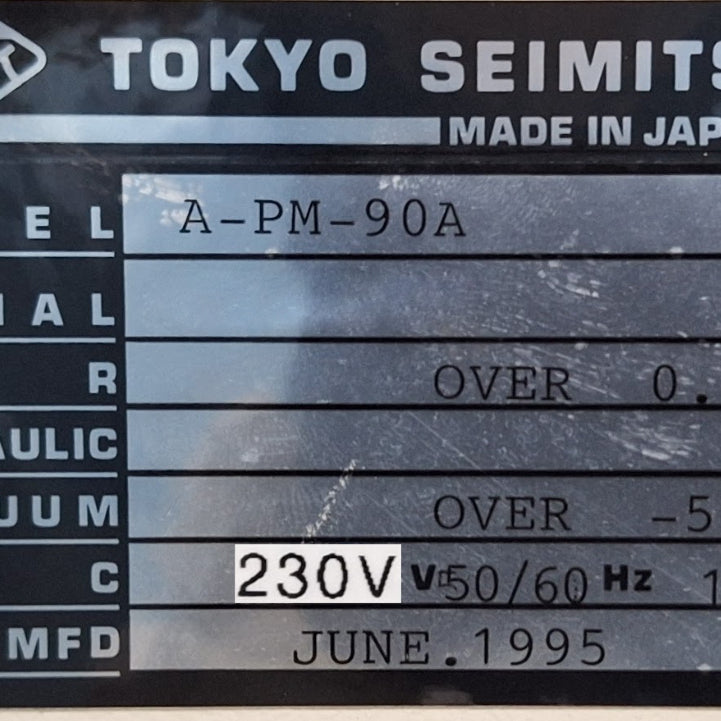 TOKYO SEIMITS
MADE IN JAP
EL A-PM-90A
IAL
R OVER 0.
AULIC
UUM OVER -5
C 230V V 50/60 Hz 1
MFD JUNE.1995